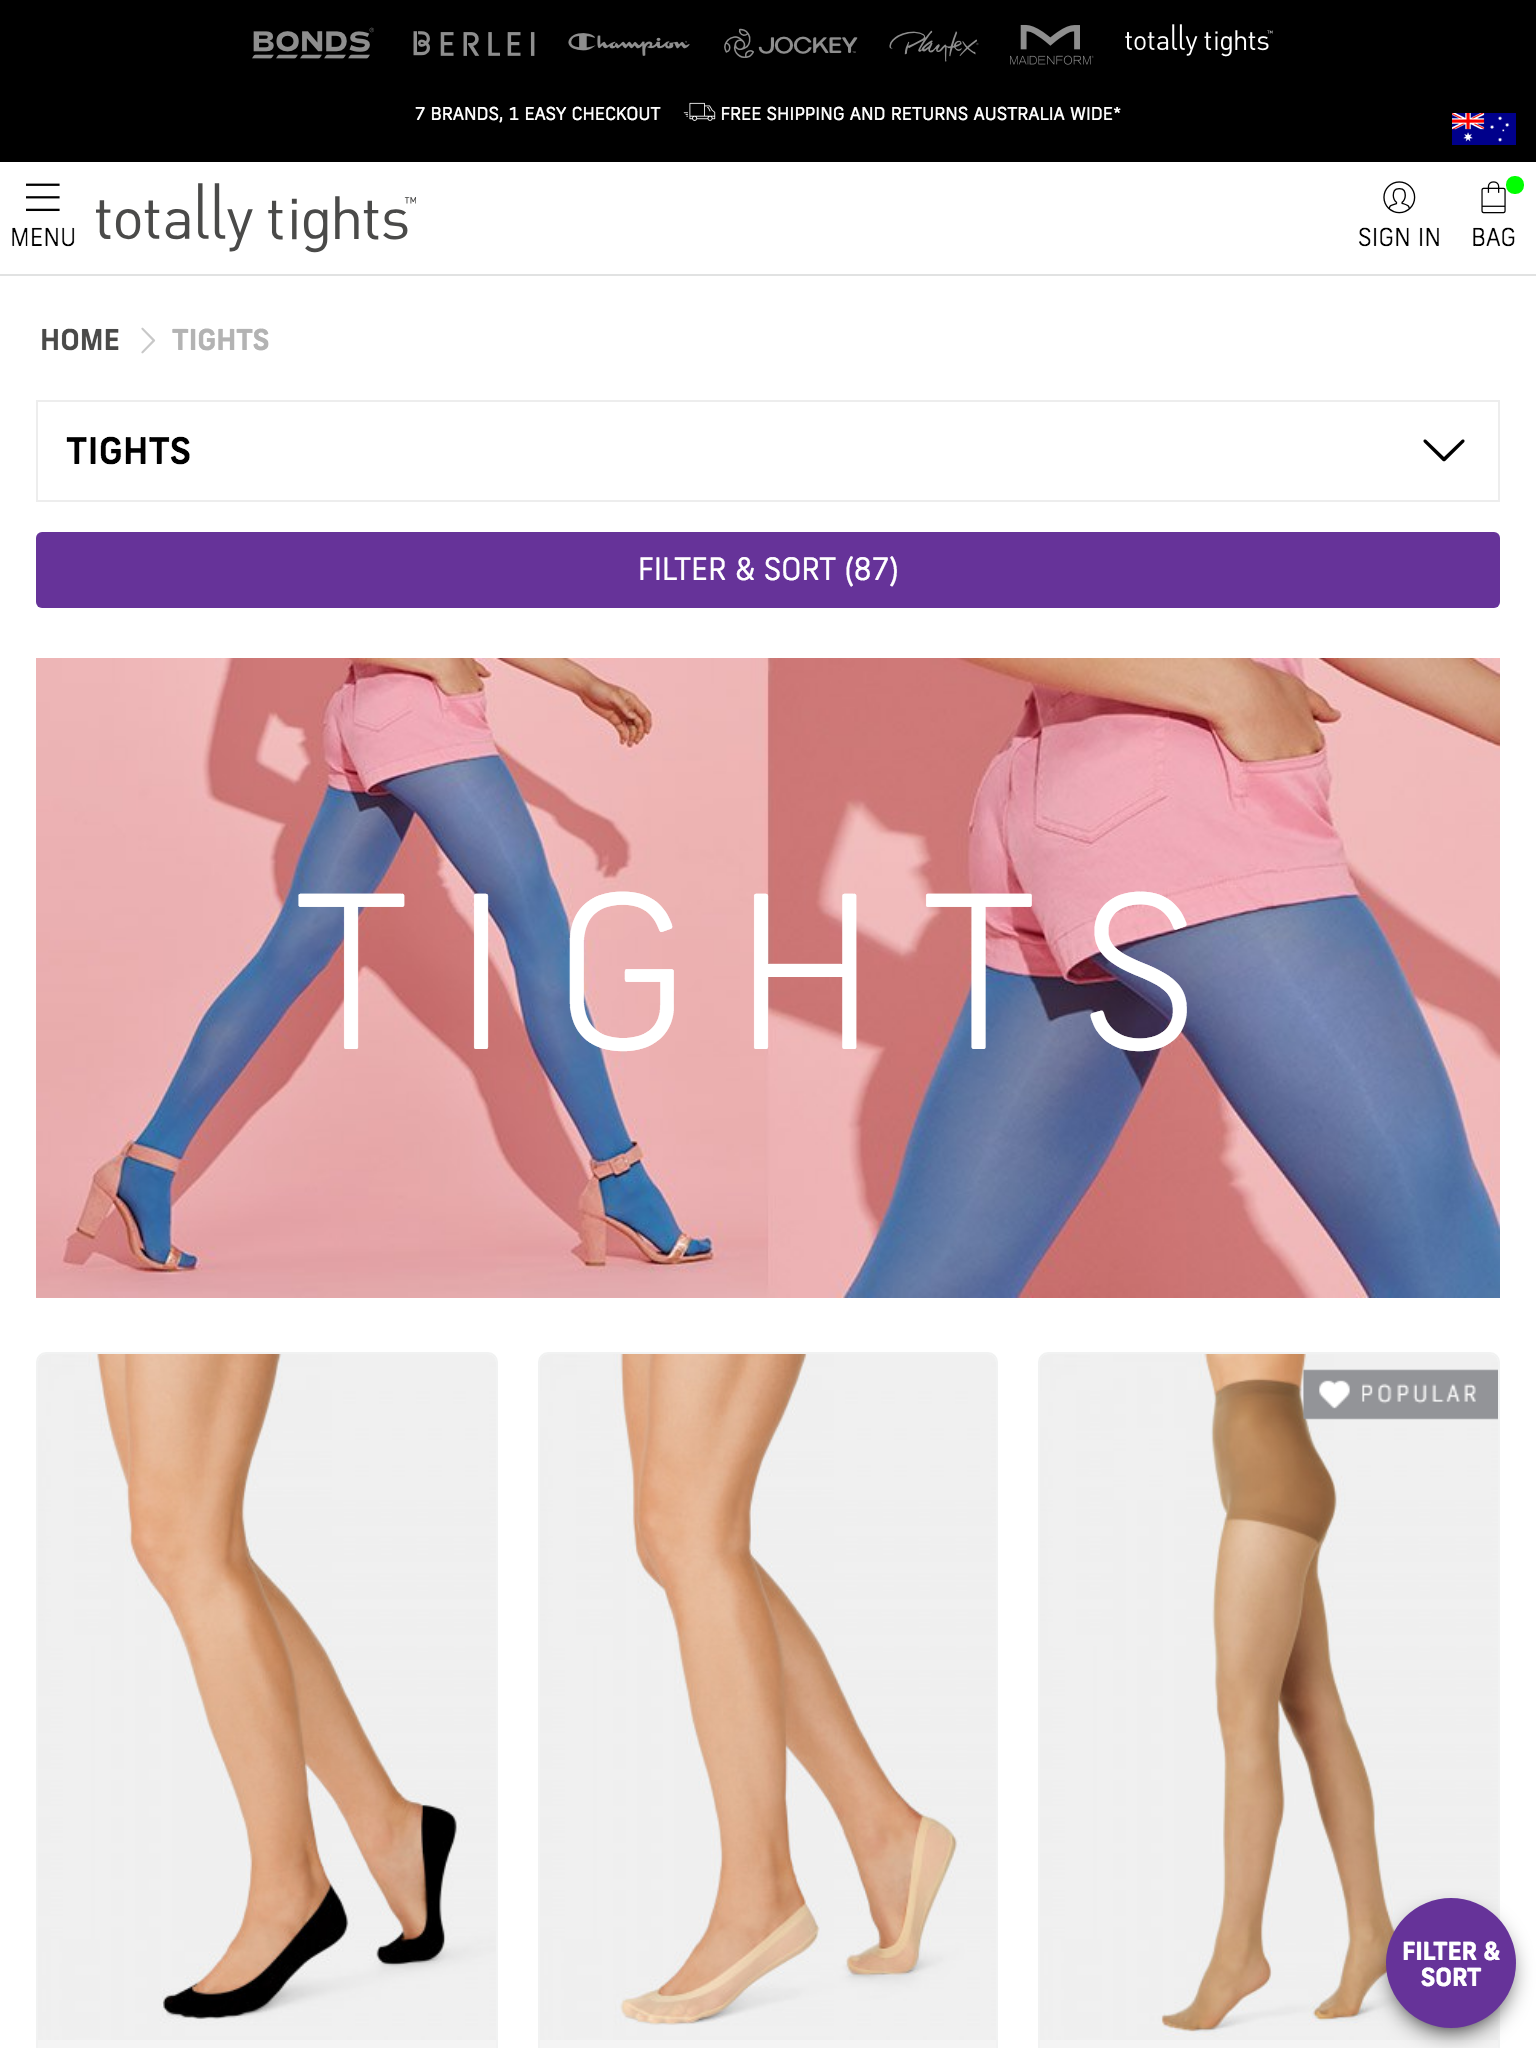 BONDS
BERLEI
Champion
JOCKEY
Playtex
MAIDENFORM
totally tights™
7 BRANDS, 1 EASY CHECKOUT
FREE SHIPPING AND RETURNS AUSTRALIA WIDE*
MENU
totally tights™
SIGN IN
BAG
HOME
TIGHTS
TIGHTS
FILTER & SORT (87)
TIGHTS
POPULAR
FILTER &
SORT